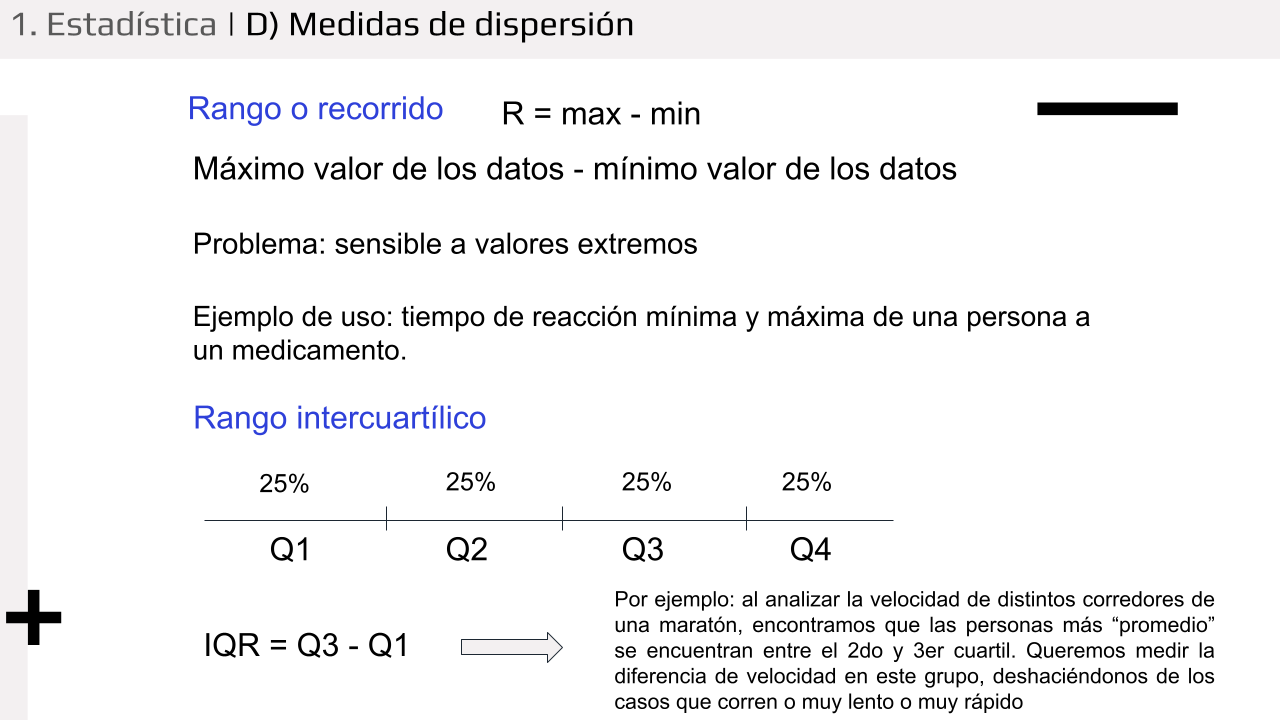 1. Estadística | D) Medidas de dispersión
Rango o recorrido
R = max - min
Máximo valor de los datos - mínimo valor de los datos
Problema: sensible a valores extremos
Ejemplo de uso: tiempo de reacción mínima y máxima de una persona a
un medicamento.
Rango intercuartílico
25% 25% 25% 25%
Q1 Q2 Q3 Q4
IQR = Q3 - Q1
Por ejemplo: al analizar la velocidad de distintos corredores de
una maratón, encontramos que las personas más “promedio”
se encuentran entre el 2do y 3er cuartil. Queremos medir la
diferencia de velocidad en este grupo, deshaciéndonos de los
casos que corren o muy lento o muy rápido